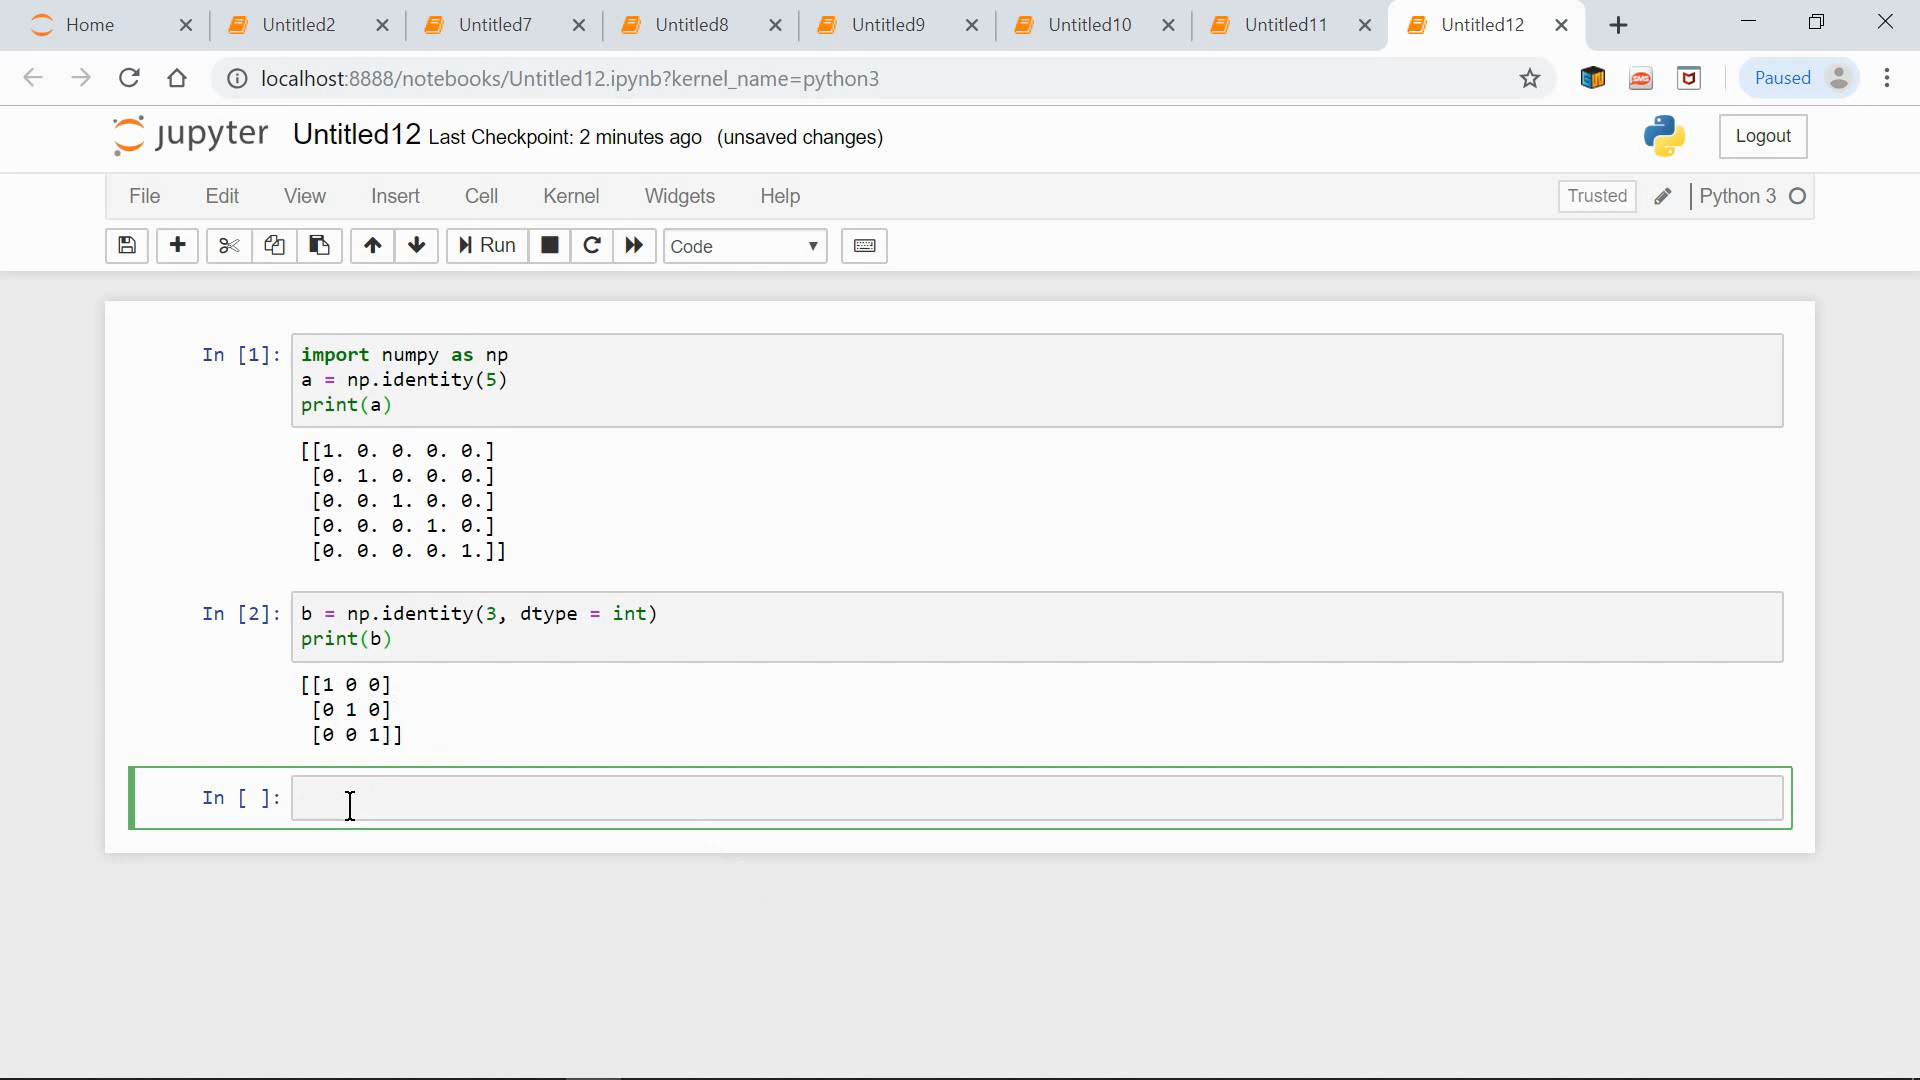 Home Untitled2 Untitled7 Untitled8 Untitled9 Untitled10 Untitled11 Untitled12
localhost:8888/notebooks/Untitled12.ipynb?kernel_name=python3 SMS Paused
jupyter Untitled12 Last Checkpoint: 2 minutes ago (unsaved changes) Logout
File Edit View Insert Cell Kernel Widgets Help Trusted Python 3
Run Code
In [1]: import numpy as np
a = np.identity(5)
print(a)
[[1. 0. 0. 0. 0.]
[0. 1. 0. 0. 0.]
[0. 0. 1. 0. 0.]
[0. 0. 0. 1. 0.]
[0. 0. 0. 0. 1.]]
In [2]: b = np.identity(3, dtype = int)
print(b)
[[1 0 0]
[0 1 0]
[0 0 1]]
In [ ]: